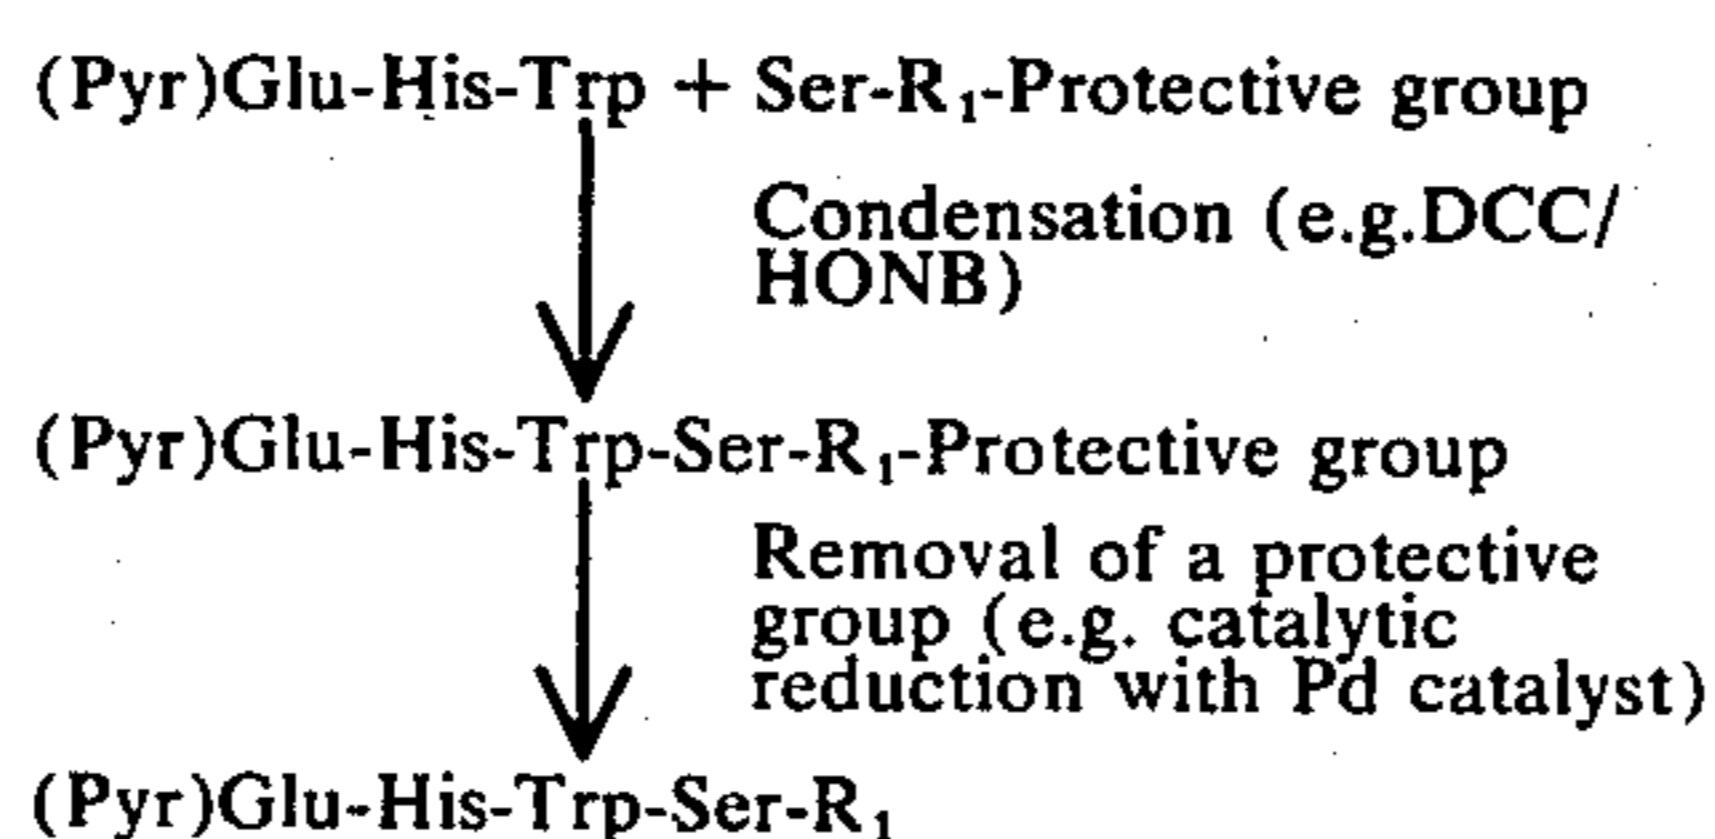 (Pyr)Glu-His-Trp + Ser-R₁-Protective group
Condensation (e.g.DCC/
HONB)
(Pyr)Glu-His-Trp-Ser-R₁-Protective group
Removal of a protective
group (e.g. catalytic
reduction with Pd catalyst)
(Pyr)Glu-His-Trp-Ser-R₁